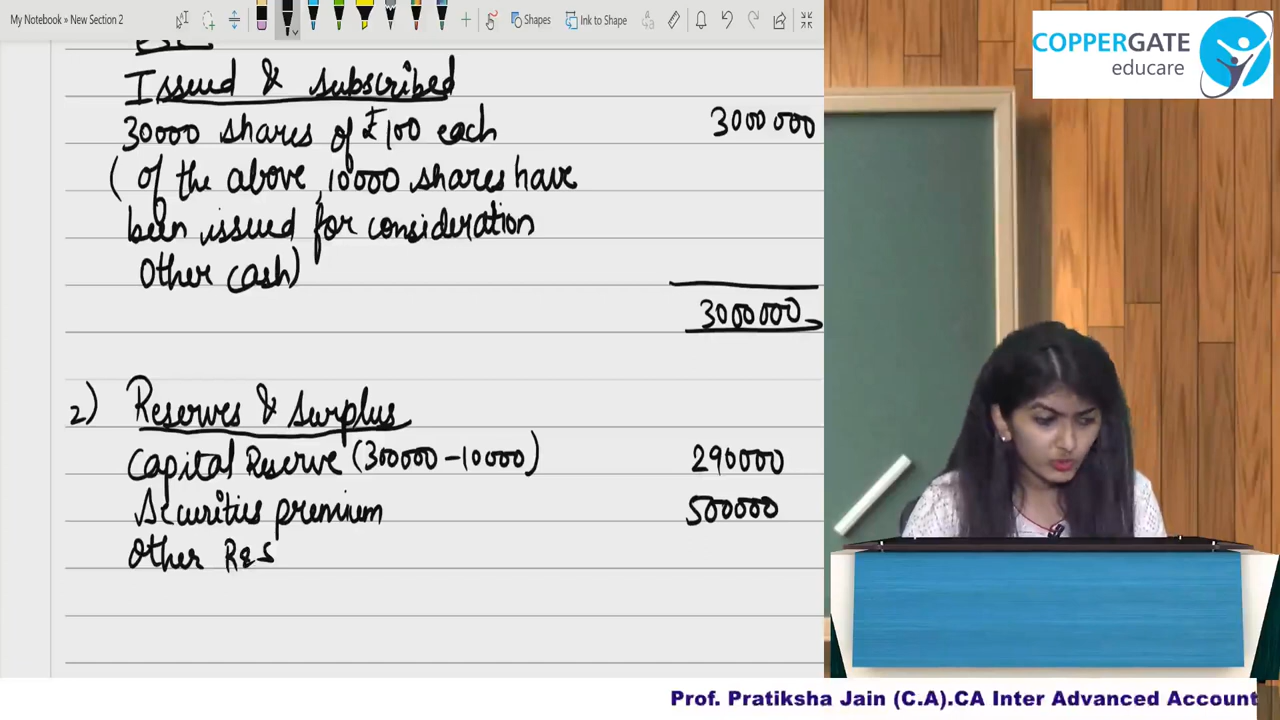 My Notebook » New Section 2
Shapes
Ink to Shape
COPPERGATE
educare
Issued & subscribed
30000 shares of ₹100 each 3000000
(of the above, 10000 shares have
been issued for consideration
other cash)
3000000
2) Reserves & surplus
Capital Reserve (300000 - 10000) 290000
Securities premium 500000
Other Res
Prof. Pratiksha Jain (C.A).CA Inter Advanced Account